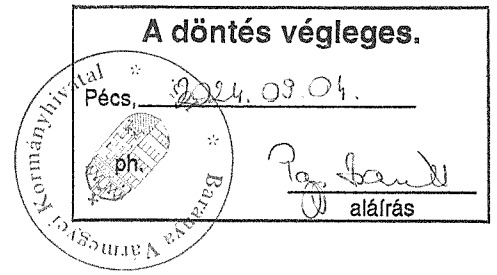 A döntés végleges.
Pécs, 2024.09.04.
ph.
aláírás
Baranya Vármegyei Kormányhivatal